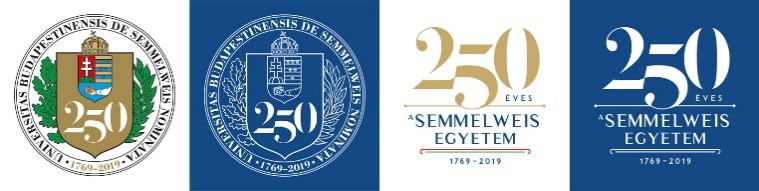 UNIVERSITAS BUDAPESTINENSIS DE SEMMELWEIS NOMINATA
250
• 1769-2019 •
UNIVERSITAS BUDAPESTINENSIS DE SEMMELWEIS NOMINATA
250
• 1769-2019 •
250
ÉVES
A SEMMELWEIS
EGYETEM
1769-2019
250
ÉVES
A SEMMELWEIS
EGYETEM
1769-2019